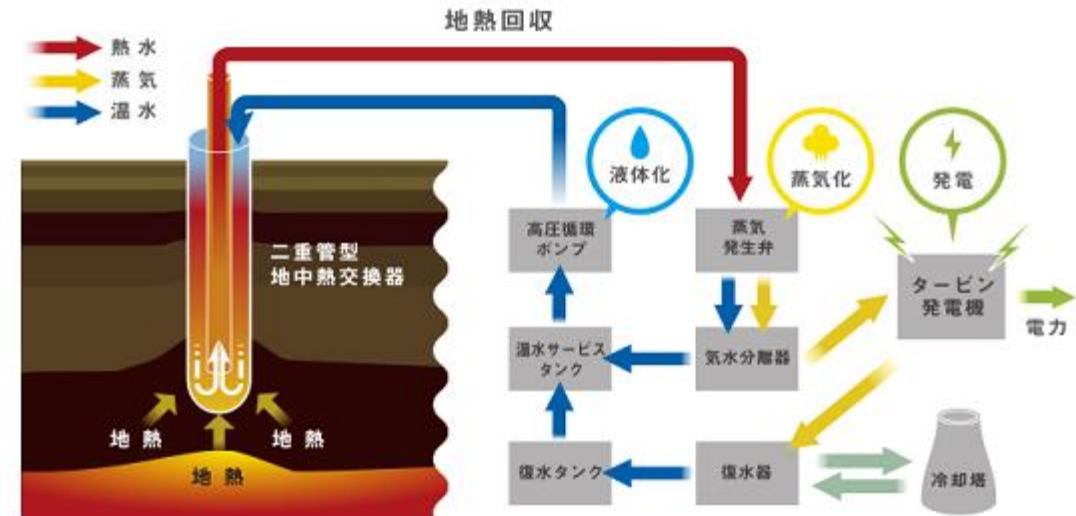 地熱回収
熱水
蒸気
温水
液体化
蒸気化
発電
高圧循環
ポンプ
蒸気
発生弁
二重管型
地中熱交換器
タービン
発電機
電力
温水サービス
タンク
気水分離器
地熱
地熱
地熱
復水タンク
復水器
冷却塔